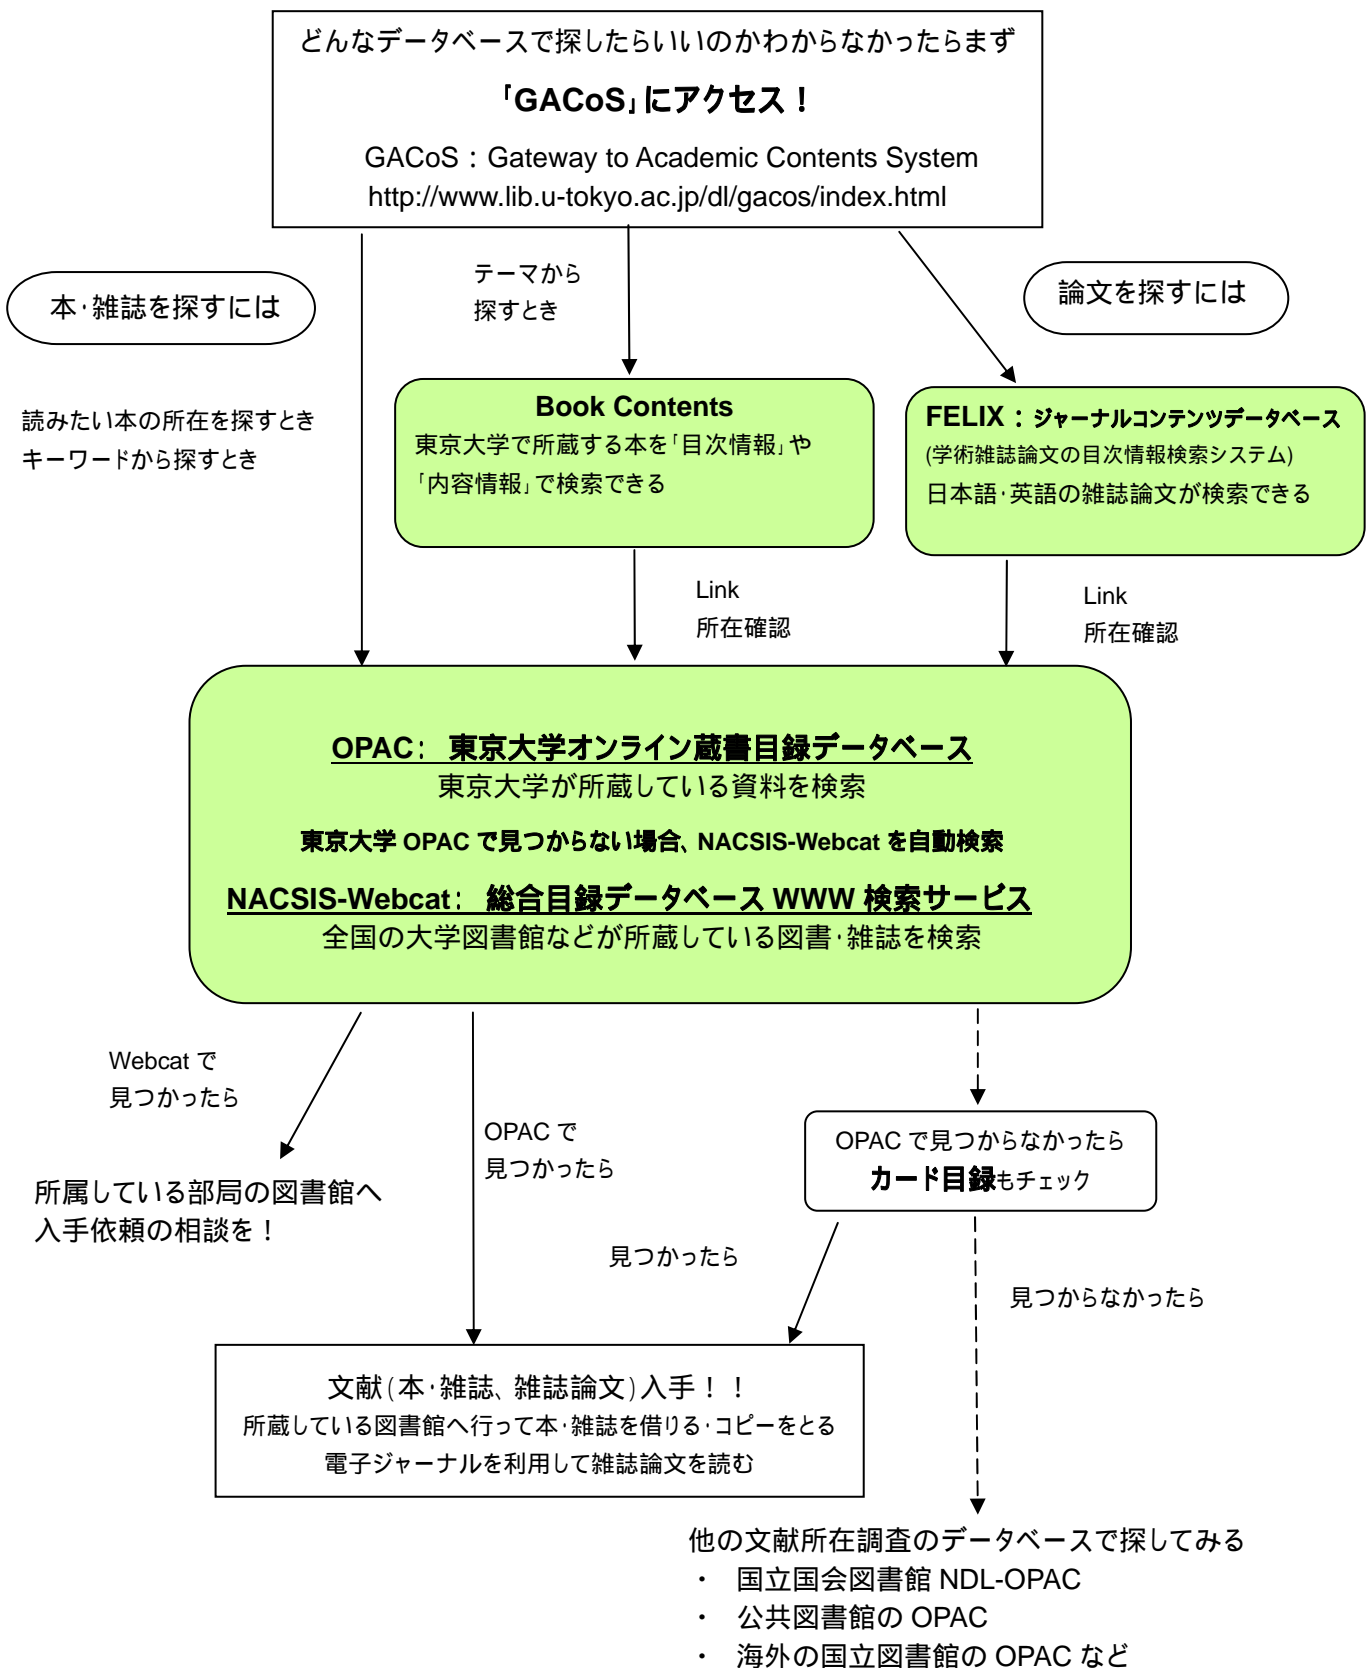 どんなデータベースで探したらいいのかわからなかったらまず
「GACoS」にアクセス！
GACoS：Gateway to Academic Contents System
http://www.lib.u-tokyo.ac.jp/dl/gacos/index.html
本・雑誌を探すには
テーマから
探すとき
論文を探すには
読みたい本の所在を探すとき
キーワードから探すとき
Book Contents
東京大学で所蔵する本を「目次情報」や
「内容情報」で検索できる
FELIX：ジャーナルコンテンツデータベース
(学術雑誌論文の目次情報検索システム)
日本語・英語の雑誌論文が検索できる
Link
所在確認
Link
所在確認
OPAC： 東京大学オンライン蔵書目録データベース
東京大学が所蔵している資料を検索
東京大学 OPAC で見つからない場合、NACSIS-Webcat を自動検索
NACSIS-Webcat： 総合目録データベース WWW 検索サービス
全国の大学図書館などが所蔵している図書・雑誌を検索
Webcat で
見つかったら
所属している部局の図書館へ
入手依頼の相談を！
OPAC で
見つかったら
OPAC で見つからなかったら
カード目録もチェック
見つかったら
見つからなかったら
文献(本・雑誌、雑誌論文)入手！！
所蔵している図書館へ行って本・雑誌を借りる・コピーをとる
電子ジャーナルを利用して雑誌論文を読む
他の文献所在調査のデータベースで探してみる
・ 国立国会図書館 NDL-OPAC
・ 公共図書館の OPAC
・ 海外の国立図書館の OPAC など